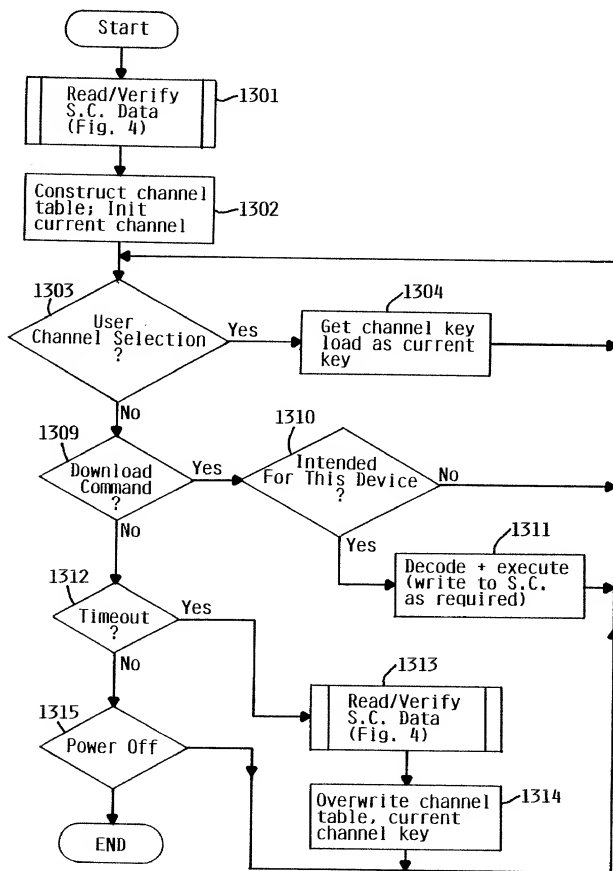 Start
Read/Verify
S.C. Data
(Fig. 4)
1301
Construct channel
table; Init
current channel
1302
1303
User
Channel Selection
?
Yes
1304
Get channel key
load as current
key
No
1309
Download
Command
?
Yes
1310
Intended
For This Device
?
No
No
Yes
1311
Decode + execute
(write to S.C.
as required)
1312
Timeout
?
Yes
No
1313
Read/Verify
S.C. Data
(Fig. 4)
1315
Power Off
1314
Overwrite channel
table, current
channel key
END